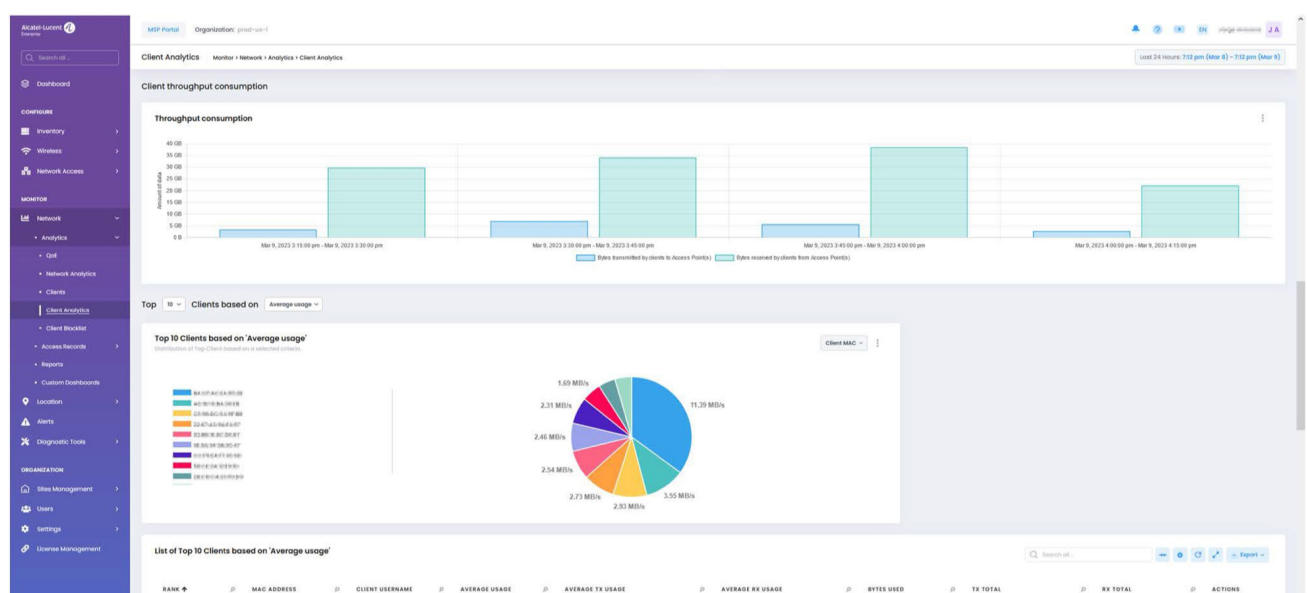 Alcatel-Lucent
Enterprise
MSP Portal Organization: prod-us-1
EN
J A
Search all ...
Client Analytics Monitor > Network > Analytics > Client Analytics
Last 24 Hours: 7:12 pm (Mar 8) - 7:12 pm (Mar 9)
Dashboard
CONFIGURE
Inventory
Wireless
Network Access
MONITOR
Network
Analytics
QoE
Network Analytics
Clients
Client Analytics
Client Blocklist
Access Records
Reports
Custom Dashboards
Location
Alerts
Diagnostic Tools
ORGANIZATION
Sites Management
Users
Settings
License Management
Client throughput consumption
Throughput consumption
Amount of data
40 GB
35 GB
30 GB
25 GB
20 GB
15 GB
10 GB
5 GB
0 B
Mar 9, 2023 3:15:00 pm - Mar 9, 2023 3:30:00 pm
Mar 9, 2023 3:30:00 pm - Mar 9, 2023 3:45:00 pm
Mar 9, 2023 3:45:00 pm - Mar 9, 2023 4:00:00 pm
Mar 9, 2023 4:00:00 pm - Mar 9, 2023 4:15:00 pm
Bytes transmitted by clients to Access Point(s) Bytes received by clients from Access Point(s)
Top 10 Clients based on Average usage
Top 10 Clients based on 'Average usage'
Distribution of Top Client based on a selected criteria.
Client MAC
1.69 MB/s
2.31 MB/s
2.46 MB/s
2.54 MB/s
2.73 MB/s
2.93 MB/s
3.55 MB/s
11.39 MB/s
List of Top 10 Clients based on 'Average usage'
Search all ...
Export
RANK MAC ADDRESS CLIENT USERNAME AVERAGE USAGE AVERAGE TX USAGE AVERAGE RX USAGE BYTES USED TX TOTAL RX TOTAL ACTIONS